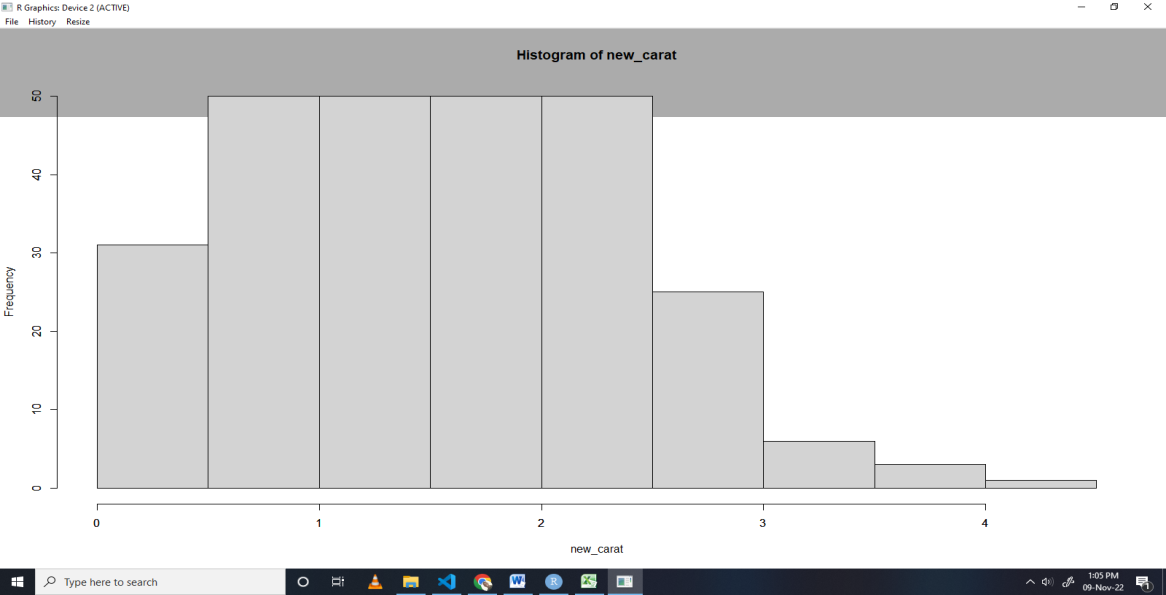 R Graphics: Device 2 (ACTIVE)
File History Resize
Histogram of new_carat
50
40
30
20
10
0
Frequency
0 1 2 3 4
new_carat
Type here to search
1:05 PM
09-Nov-22
W
R
X
1